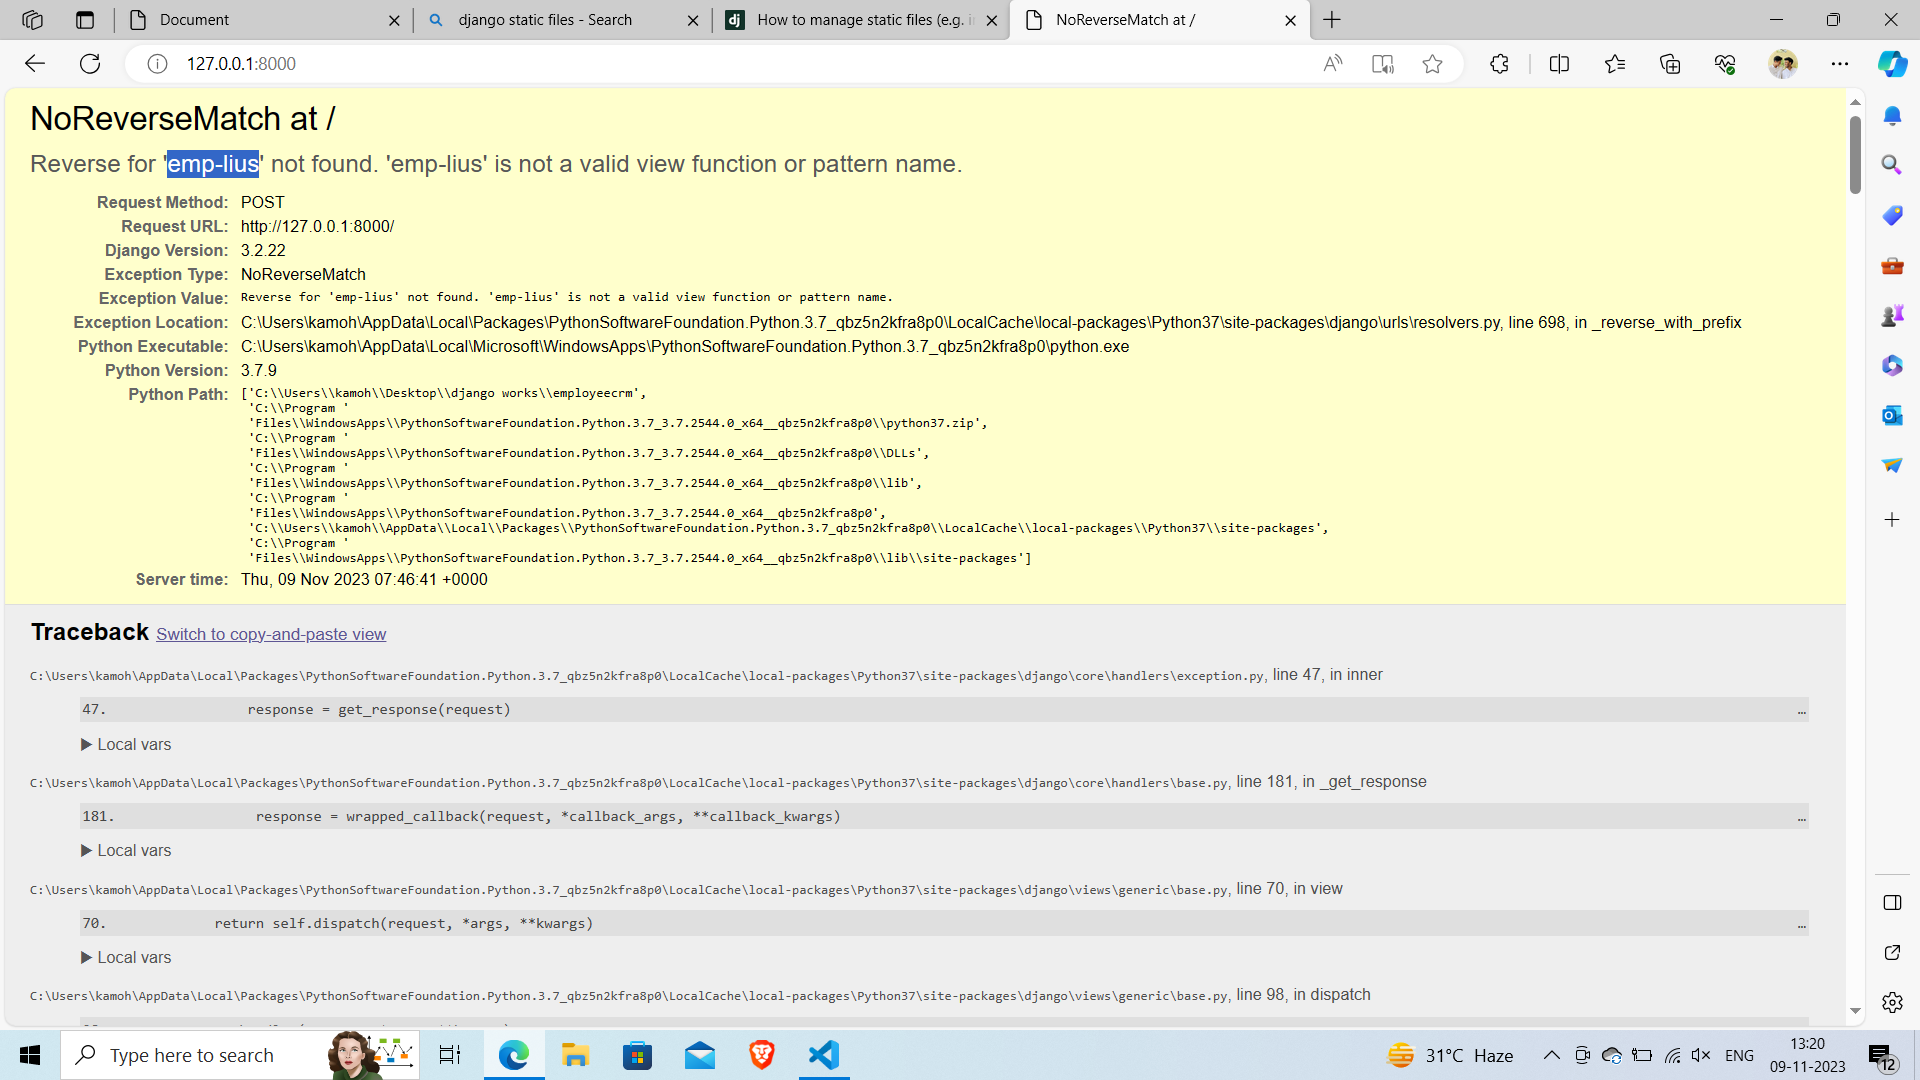 Document
django static files - Search
How to manage static files (e.g. i
NoReverseMatch at /
127.0.0.1:8000
NoReverseMatch at /
Reverse for 'emp-lius' not found. 'emp-lius' is not a valid view function or pattern name.
Request Method: POST
Request URL: http://127.0.0.1:8000/
Django Version: 3.2.22
Exception Type: NoReverseMatch
Exception Value: Reverse for 'emp-lius' not found. 'emp-lius' is not a valid view function or pattern name.
Exception Location: C:\Users\kamoh\AppData\Local\Packages\PythonSoftwareFoundation.Python.3.7_qbz5n2kfra8p0\LocalCache\local-packages\Python37\site-packages\django\urls\resolvers.py, line 698, in _reverse_with_prefix
Python Executable: C:\Users\kamoh\AppData\Local\Microsoft\WindowsApps\PythonSoftwareFoundation.Python.3.7_qbz5n2kfra8p0\python.exe
Python Version: 3.7.9
Python Path: ['C:\\Users\\kamoh\\Desktop\\django works\\employeecrm',
'C:\\Program '
'Files\\WindowsApps\\PythonSoftwareFoundation.Python.3.7_3.7.2544.0_x64__qbz5n2kfra8p0\\python37.zip',
'C:\\Program '
'Files\\WindowsApps\\PythonSoftwareFoundation.Python.3.7_3.7.2544.0_x64__qbz5n2kfra8p0\\DLLs',
'C:\\Program '
'Files\\WindowsApps\\PythonSoftwareFoundation.Python.3.7_3.7.2544.0_x64__qbz5n2kfra8p0\\lib',
'C:\\Program '
'Files\\WindowsApps\\PythonSoftwareFoundation.Python.3.7_3.7.2544.0_x64__qbz5n2kfra8p0',
'C:\\Users\\kamoh\\AppData\\Local\\Packages\\PythonSoftwareFoundation.Python.3.7_qbz5n2kfra8p0\\LocalCache\\local-packages\\Python37\\site-packages',
'C:\\Program '
'Files\\WindowsApps\\PythonSoftwareFoundation.Python.3.7_3.7.2544.0_x64__qbz5n2kfra8p0\\lib\\site-packages']
Server time: Thu, 09 Nov 2023 07:46:41 +0000
Traceback Switch to copy-and-paste view
C:\Users\kamoh\AppData\Local\Packages\PythonSoftwareFoundation.Python.3.7_qbz5n2kfra8p0\LocalCache\local-packages\Python37\site-packages\django\core\handlers\exception.py, line 47, in inner
47. response = get_response(request) …
▶ Local vars
C:\Users\kamoh\AppData\Local\Packages\PythonSoftwareFoundation.Python.3.7_qbz5n2kfra8p0\LocalCache\local-packages\Python37\site-packages\django\core\handlers\base.py, line 181, in _get_response
181. response = wrapped_callback(request, *callback_args, **callback_kwargs) …
▶ Local vars
C:\Users\kamoh\AppData\Local\Packages\PythonSoftwareFoundation.Python.3.7_qbz5n2kfra8p0\LocalCache\local-packages\Python37\site-packages\django\views\generic\base.py, line 70, in view
70. return self.dispatch(request, *args, **kwargs) …
▶ Local vars
C:\Users\kamoh\AppData\Local\Packages\PythonSoftwareFoundation.Python.3.7_qbz5n2kfra8p0\LocalCache\local-packages\Python37\site-packages\django\views\generic\base.py, line 98, in dispatch
Type here to search
31°C Haze
ENG
13:20
09-11-2023
12